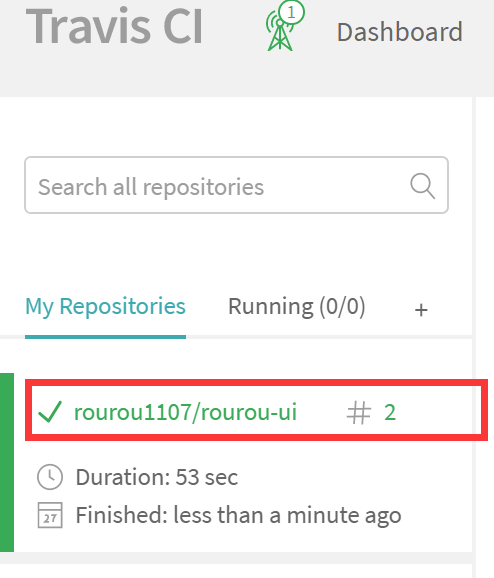 Travis CI
1
Dashboard
Search all repositories
My Repositories Running (0/0) +
rourou1107/rourou-ui # 2
Duration: 53 sec
27
Finished: less than a minute ago